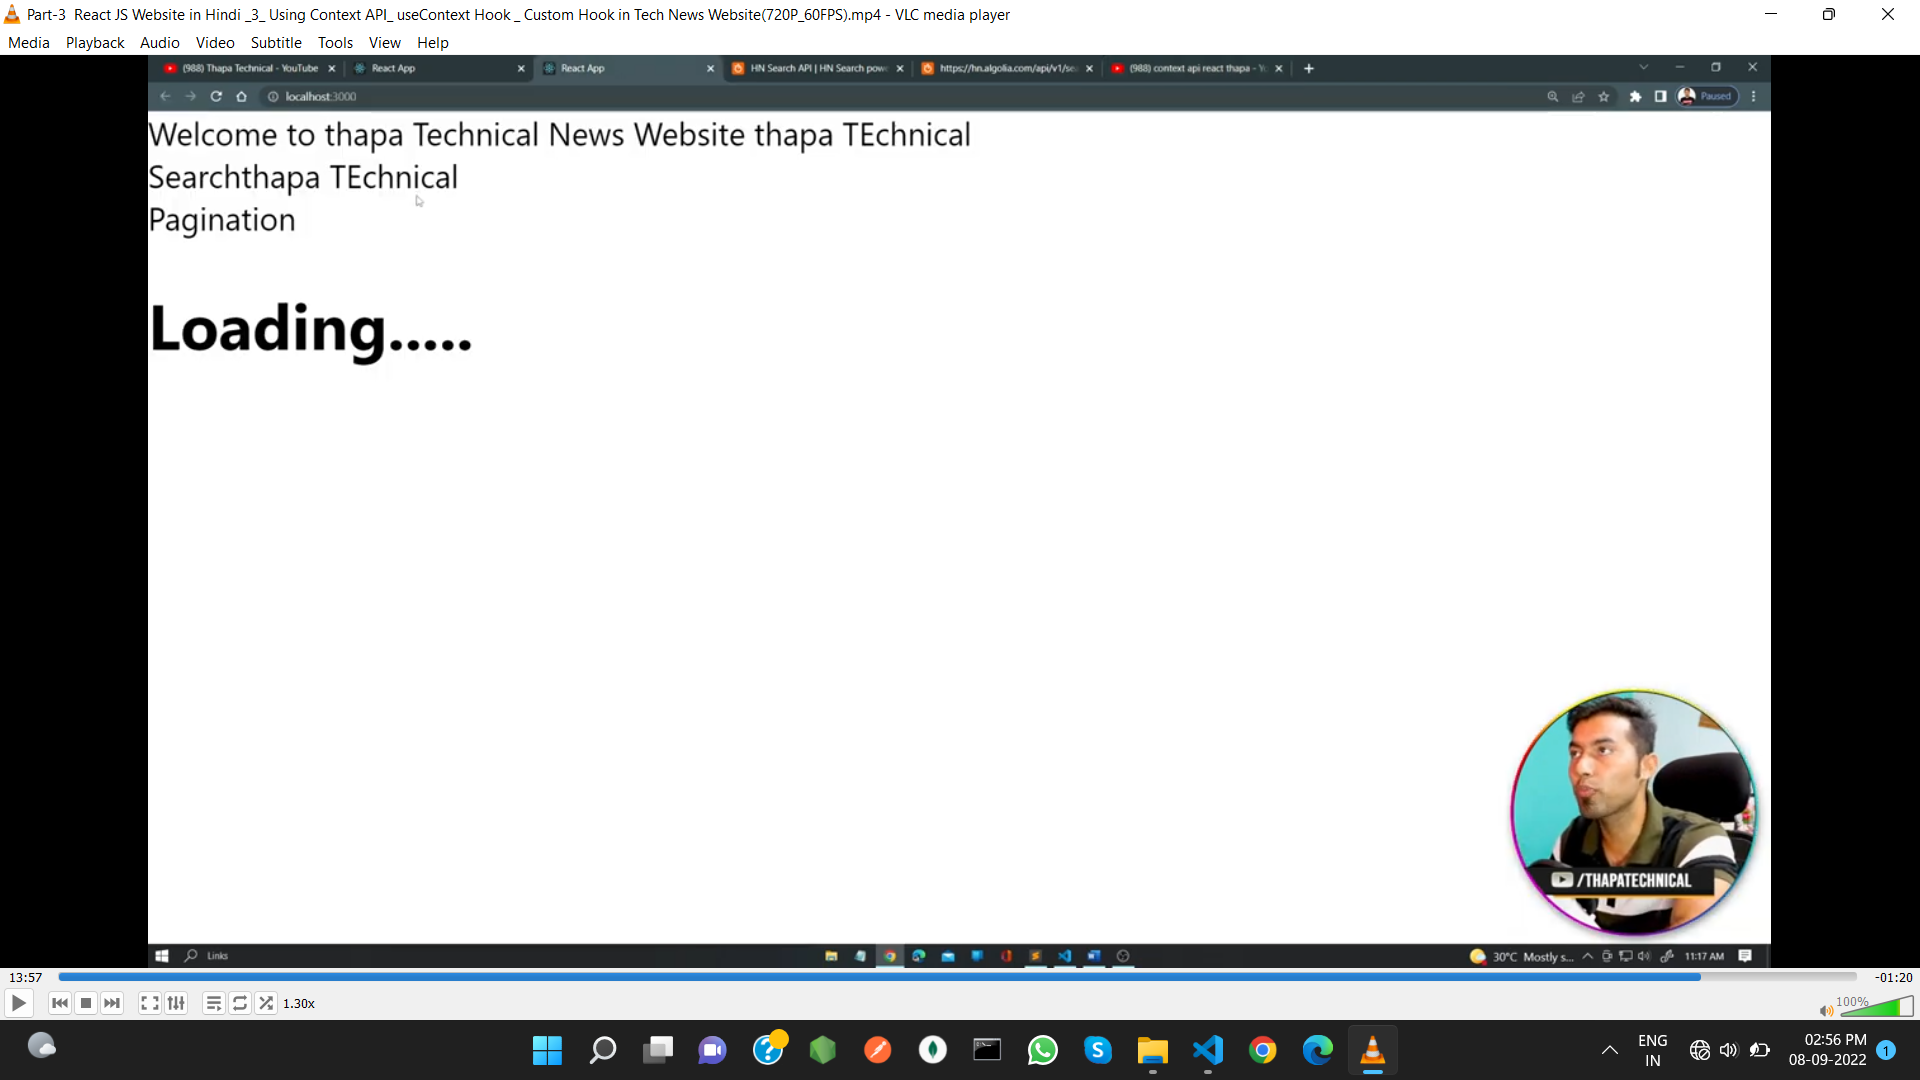 Part-3  React JS Website in Hindi _3_ Using Context API_ useContext Hook _ Custom Hook in Tech News Website(720P_60FPS).mp4 - VLC media player
Media Playback Audio Video Subtitle Tools View Help
(988) Thapa Technical - YouTube React App React App HN Search API | HN Search pow https://hn.algolia.com/api/v1/se (988) context api react thapa - Yo
localhost:3000 Paused
Welcome to thapa Technical News Website thapa TEchnical
Searchthapa TEchnical
Pagination
Loading.....
/THAPATECHNICAL
Links 30°C Mostly s... 11:17 AM
13:57 -01:20
1.30x 100%
ENG 02:56 PM
IN 08-09-2022 1